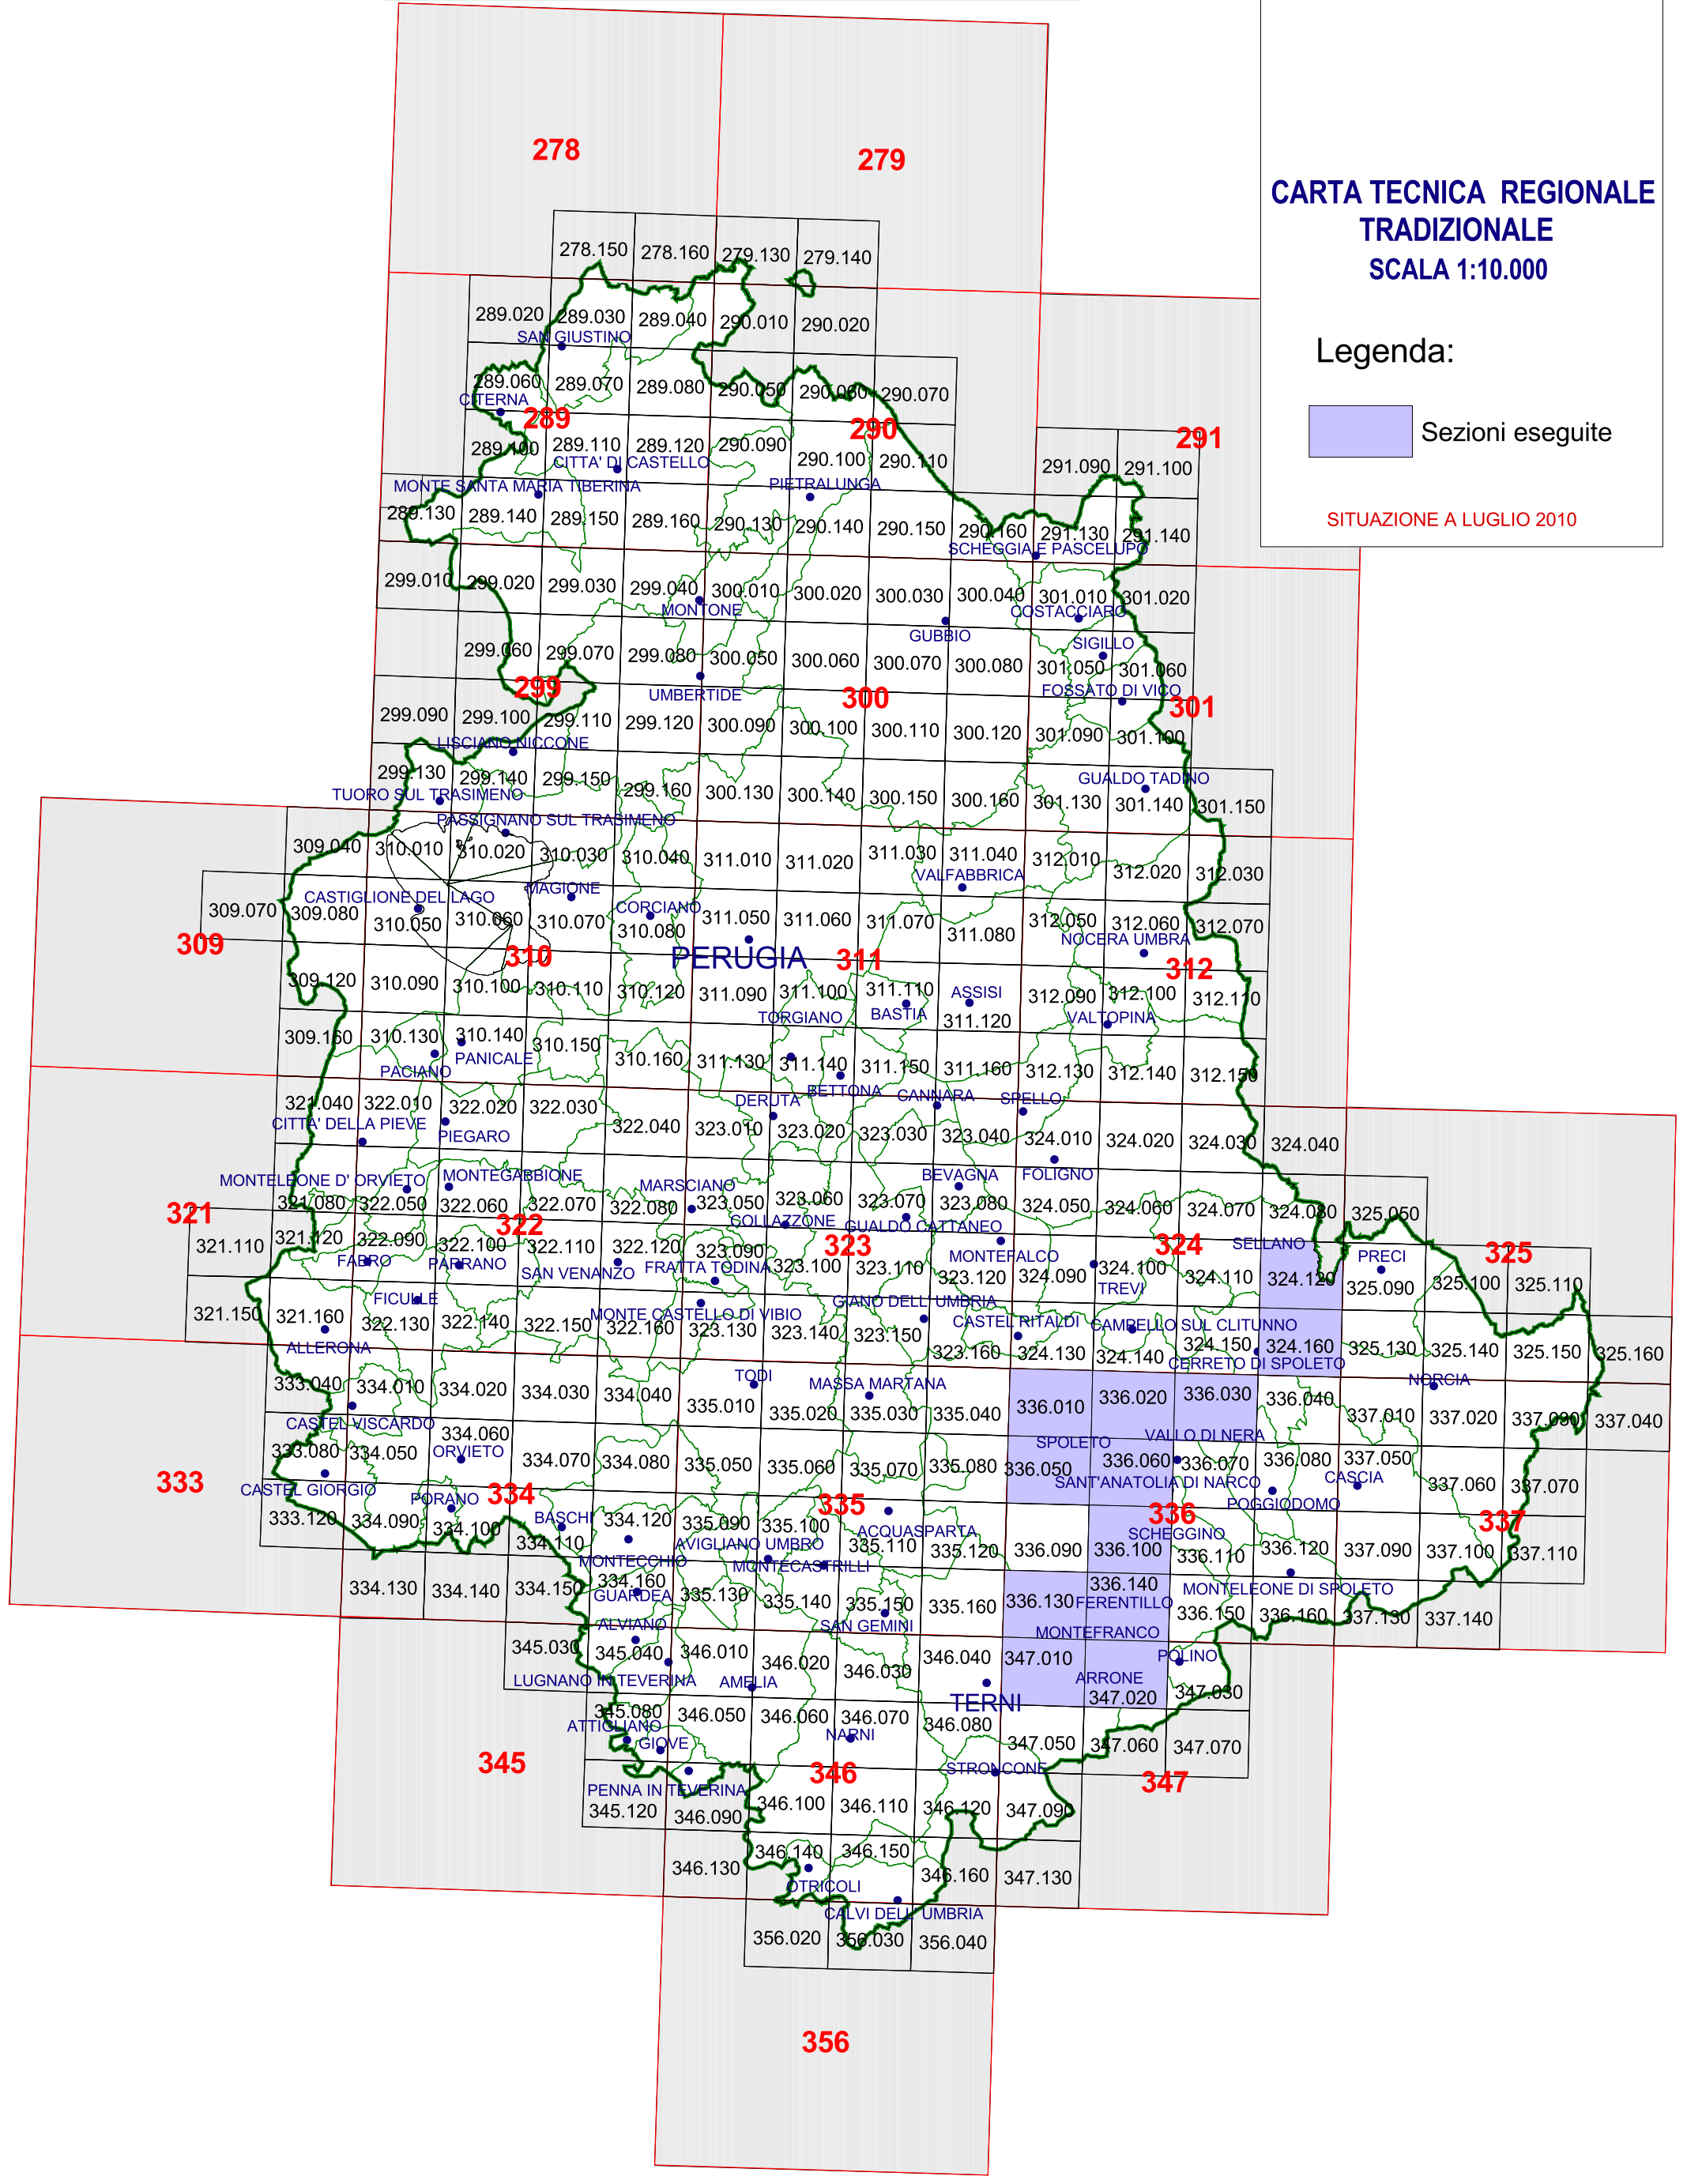 278
279
CARTA TECNICA REGIONALE
TRADIZIONALE
SCALA 1:10.000
Legenda:
Sezioni eseguite
SITUAZIONE A LUGLIO 2010
278.150 278.160 279.130 279.140
289.020 289.030 289.040 290.010 290.020
SAN GIUSTINO
289.060 289.070 289.080 290.050 290.060 290.070
CITERNA
289 290 291
289.100 289.110 289.120 290.090 290.100 290.110 291.090 291.100
CITTA' DI CASTELLO
MONTE SANTA MARIA TIBERINA PIETRALUNGA
289.130 289.140 289.150 289.160 290.130 290.140 290.150 290.160 291.130 291.140
SCHEGGIA E PASCELUPO
299.010 299.020 299.030 299.040 300.010 300.020 300.030 300.040 301.010 301.020
MONTONE COSTACCIARO
GUBBIO SIGILLO
299.060 299.070 299.080 300.050 300.060 300.070 300.080 301.050 301.060
299 UMBERTIDE 300 FOSSATO DI VICO 301
299.090 299.100 299.110 299.120 300.090 300.100 300.110 300.120 301.090 301.100
LISCIANO NICCONE
299.130 299.140 299.150 299.160 300.130 300.140 300.150 300.160 301.130 301.140 301.150
GUALDO TADINO
TUORO SUL TRASIMENO
PASSIGNANO SUL TRASIMENO
309.040 310.010 310.020 310.030 310.040 311.010 311.020 311.030 311.040 312.010 312.020 312.030
VALFABBRICA
CASTIGLIONE DEL LAGO MAGIONE CORCIANO
309.070 309.080 310.050 310.060 310.070 310.080 311.050 311.060 311.070 311.080 312.050 312.060 312.070
NOCERA UMBRA
309 310 PERUGIA 311 312
309.120 310.090 310.100 310.110 310.120 311.090 311.100 311.110 311.120 312.090 312.100 312.110
TORGIANO BASTIA ASSISI VALTOPINA
309.160 310.130 310.140 310.150 310.160 311.130 311.140 311.150 311.160 312.130 312.140 312.150
PACIANO PANICALE BETTONA CANNARA SPELLO
321.040 322.010 322.020 322.030 322.040 323.010 323.020 323.030 323.040 324.010 324.020 324.030 324.040
CITTA' DELLA PIEVE PIEGARO DERUTA
MONTELEONE D' ORVIETO MONTEGABBIONE MARSCIANO BEVAGNA FOLIGNO
321.080 322.050 322.060 322.070 322.080 323.050 323.060 323.070 323.080 324.050 324.060 324.070 324.080 325.050
321 322 COLLAZZONE GUALDO CATTANEO 323 MONTEFALCO 324 SELLANO PRECI 325
321.110 321.120 322.090 322.100 322.110 322.120 323.090 323.100 323.110 323.120 324.090 324.100 324.110 324.120 325.090 325.100 325.110
FABRO PARRANO SAN VENANZO FRATTA TODINA TREVI
FICULLE MONTE CASTELLO DI VIBIO GIANO DELL' UMBRIA CASTEL RITALDI CAMPELLO SUL CLITUNNO
321.150 321.160 322.130 322.140 322.150 322.160 323.130 323.140 323.150 323.160 324.130 324.140 324.150 324.160 325.130 325.140 325.150 325.160
ALLERONA CERRETO DI SPOLETO
TODI MASSA MARTANA NORCIA
333.040 334.010 334.020 334.030 334.040 335.010 335.020 335.030 335.040 336.010 336.020 336.030 336.040 337.010 337.020 337.030 337.040
CASTEL VISCARDO SPOLETO VALLO DI NERA
333.080 334.050 334.060 334.070 334.080 335.050 335.060 335.070 335.080 336.050 336.060 336.070 336.080 337.050 337.060 337.070
ORVIETO SANT'ANATOLIA DI NARCO CASCIA
333 CASTEL GIORGIO PORANO 334 BASCHI 335 POGGIODOMO 336 337
333.120 334.090 334.100 334.110 334.120 335.090 335.100 335.110 335.120 336.090 336.100 336.110 336.120 337.090 337.100 337.110
ACQUASPARTA SCHEGGINO
MONTECCHIO AVIGLIANO UMBRO MONTECASTRILLI MONTELEONE DI SPOLETO
334.130 334.140 334.150 334.160 335.130 335.140 335.150 335.160 336.130 336.140 336.150 336.160 337.130 337.140
GUARDEA SAN GEMINI FERENTILLO
ALVIANO MONTEFRANCO
345.030 345.040 346.010 346.020 346.030 346.040 347.010 347.020 347.030
LUGNANO IN TEVERINA AMELIA TERNI ARRONE POLINO
345.080 346.050 346.060 346.070 346.080 347.050 347.060 347.070
ATTIGLIANO GIOVE NARNI
345 346 STRONCONE 347
PENNA IN TEVERINA
345.120 346.090 346.100 346.110 346.120 347.090
346.130 346.140 346.150 346.160 347.130
OTRICOLI
CALVI DELL' UMBRIA
356.020 356.030 356.040
356